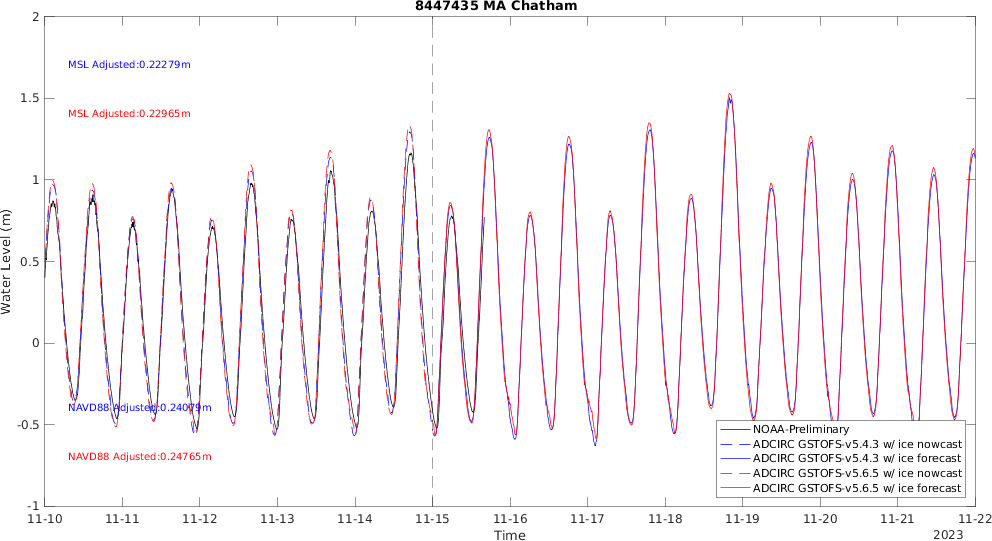 8447435 MA Chatham
2
MSL Adjusted:0.22279m
1.5
MSL Adjusted:0.22965m
1
0.5
Water Level (m)
0
NAVD88 Adjusted:0.24079m
-0.5
NAVD88 Adjusted:0.24765m
NOAA-Preliminary
ADCIRC GSTOFS-v5.4.3 w/ ice nowcast
ADCIRC GSTOFS-v5.4.3 w/ ice forecast
ADCIRC GSTOFS-v5.6.5 w/ ice nowcast
ADCIRC GSTOFS-v5.6.5 w/ ice forecast
-1
11-10 11-11 11-12 11-13 11-14 11-15 11-16 11-17 11-18 11-19 11-20 11-21 11-22
Time
2023